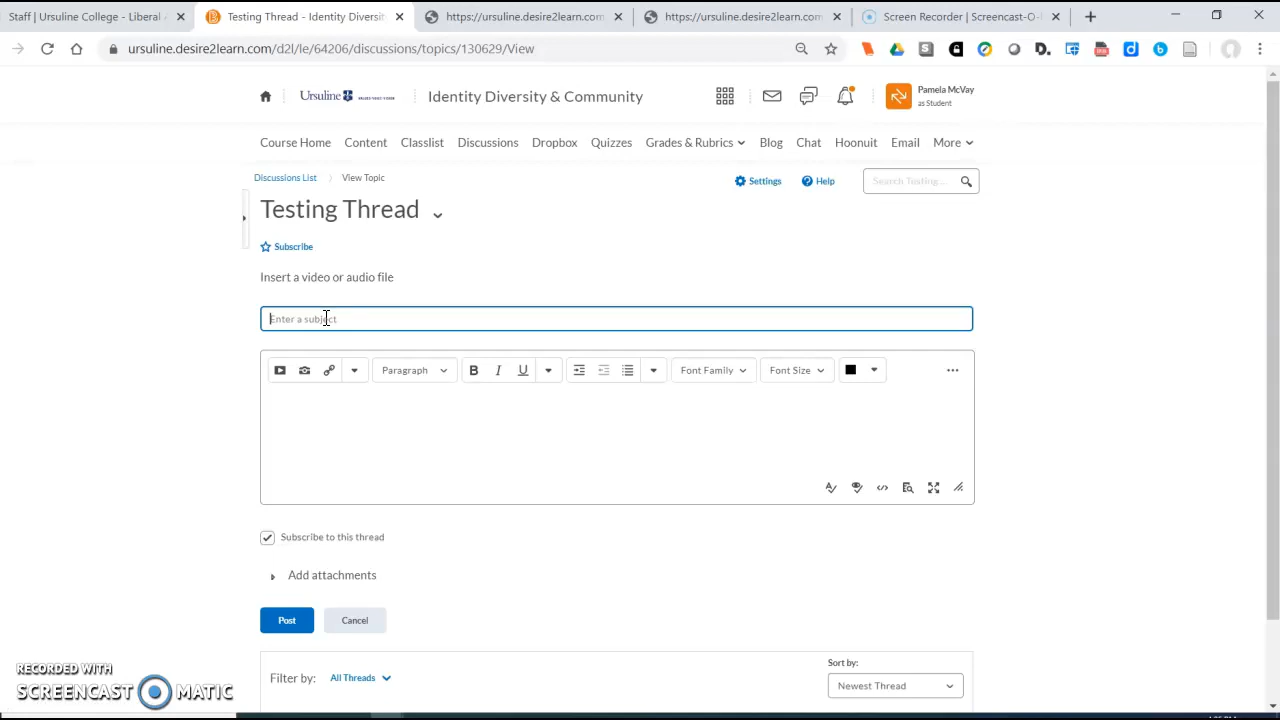 Staff | Ursuline College - Liberal A
Testing Thread - Identity Diversit
https://ursuline.desire2learn.com
https://ursuline.desire2learn.com
Screen Recorder | Screencast-O-
ursuline.desire2learn.com/d2l/le/64206/discussions/topics/130629/View
Ursuline
Identity Diversity & Community
Pamela McVay
as Student
Course Home
Content
Classlist
Discussions
Dropbox
Quizzes
Grades & Rubrics
Blog
Chat
Hoonuit
Email
More
Discussions List
View Topic
Settings
Help
Search Testing...
Testing Thread
Subscribe
Insert a video or audio file
Enter a subject
Paragraph
B I U
Font Family
Font Size
Subscribe to this thread
Add attachments
Post
Cancel
Filter by:
All Threads
Sort by:
Newest Thread
RECORDED WITH
SCREENCAST MATIC